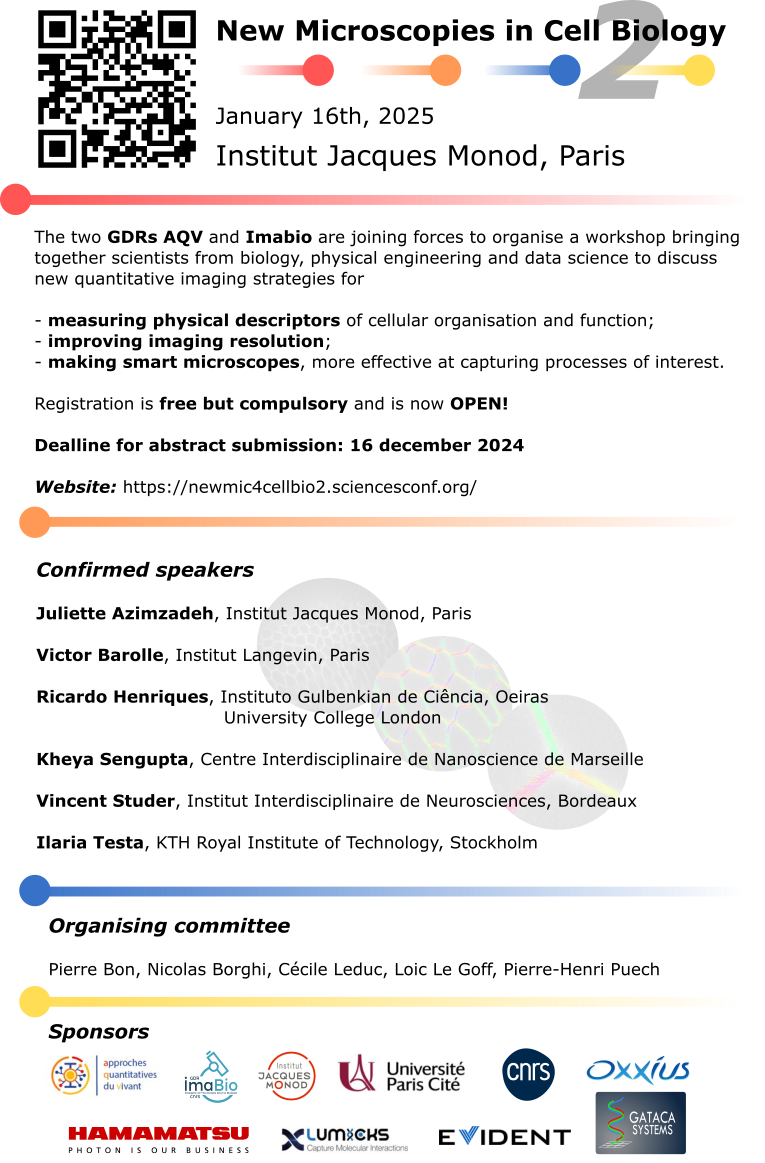 New Microscopies in Cell Biology
2
January 16th, 2025
Institut Jacques Monod, Paris
The two GDRs AQV and Imabio are joining forces to organise a workshop bringing
together scientists from biology, physical engineering and data science to discuss
new quantitative imaging strategies for
- measuring physical descriptors of cellular organisation and function;
- improving imaging resolution;
- making smart microscopes, more effective at capturing processes of interest.
Registration is free but compulsory and is now OPEN!
Dealline for abstract submission: 16 december 2024
Website: https://newmic4cellbio2.sciencesconf.org/
Confirmed speakers
Juliette Azimzadeh, Institut Jacques Monod, Paris
Victor Barolle, Institut Langevin, Paris
Ricardo Henriques, Instituto Gulbenkian de Ciência, Oeiras
University College London
Kheya Sengupta, Centre Interdisciplinaire de Nanoscience de Marseille
Vincent Studer, Institut Interdisciplinaire de Neurosciences, Bordeaux
Ilaria Testa, KTH Royal Institute of Technology, Stockholm
Organising committee
Pierre Bon, Nicolas Borghi, Cécile Leduc, Loic Le Goff, Pierre-Henri Puech
Sponsors
approches
quantitatives
du vivant
GDR
imaBio
cnrs
Institut
JACQUES
MONOD
Université
Paris Cité
cnrs
OXXIUS
HAMAMATSU
PHOTON IS OUR BUSINESS
LUMICKS
Capture Molecular Interactions
EVIDENT
GATACA
SYSTEMS